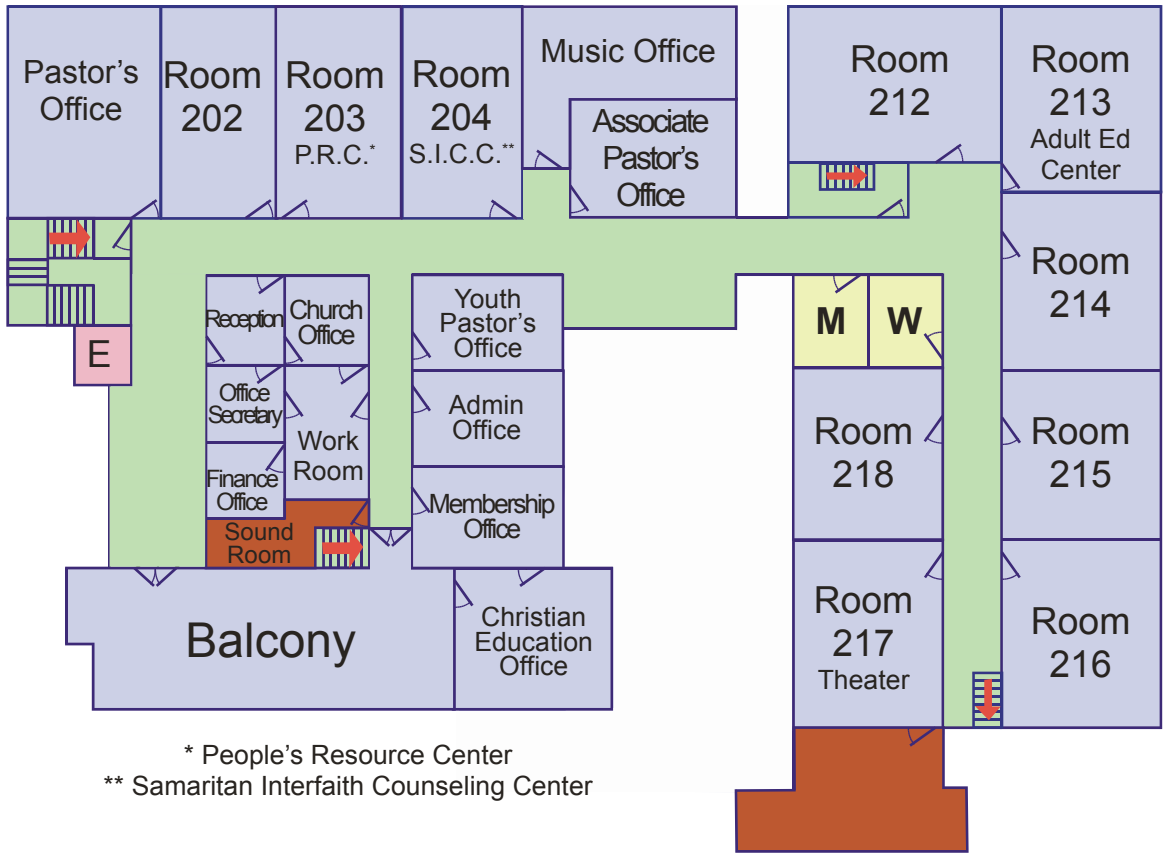 Pastor's
Office
Room
202
Room
203
P.R.C.*
Room
204
S.I.C.C.**
Music Office
Associate
Pastor's
Office
Room
212
Room
213
Adult Ed
Center
Room
214
E
Reception
Church
Office
Youth
Pastor's
Office
M
W
Office
Secretary
Work
Room
Admin
Office
Room
218
Room
215
Finance
Office
Membership
Office
Sound
Room
Balcony
Christian
Education
Office
Room
217
Theater
Room
216
* People's Resource Center
** Samaritan Interfaith Counseling Center